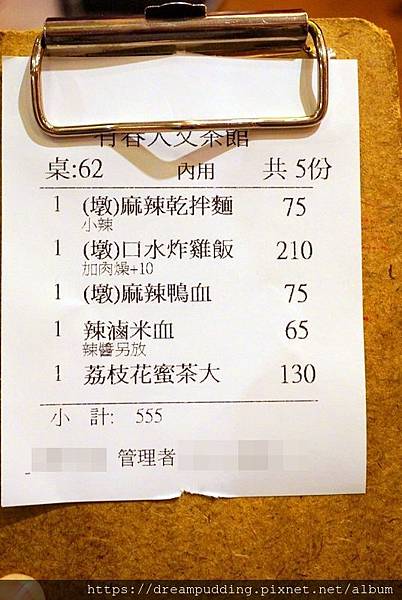 青春人文茶館
桌:62 內用 共 5份
1 (墩)麻辣乾拌麵 75
小辣
1 (墩)口水炸雞飯 210
加肉燥+10
1 (墩)麻辣鴨血 75
1 辣滷米血 65
辣醬另放
1 荔枝花蜜茶大 130
小 計: 555
管理者
https://dreampudding.pixnet.net/album